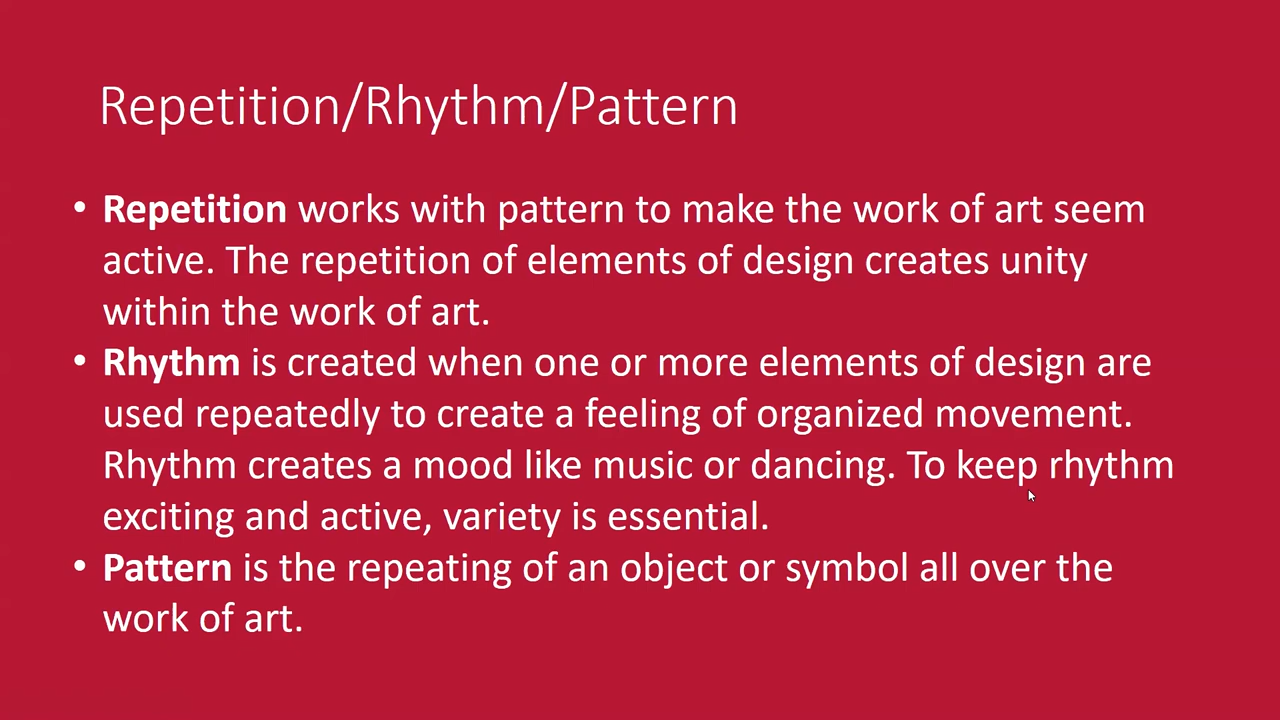 Repetition/Rhythm/Pattern
• Repetition works with pattern to make the work of art seem
active. The repetition of elements of design creates unity
within the work of art.
• Rhythm is created when one or more elements of design are
used repeatedly to create a feeling of organized movement.
Rhythm creates a mood like music or dancing. To keep rhythm
exciting and active, variety is essential.
• Pattern is the repeating of an object or symbol all over the
work of art.